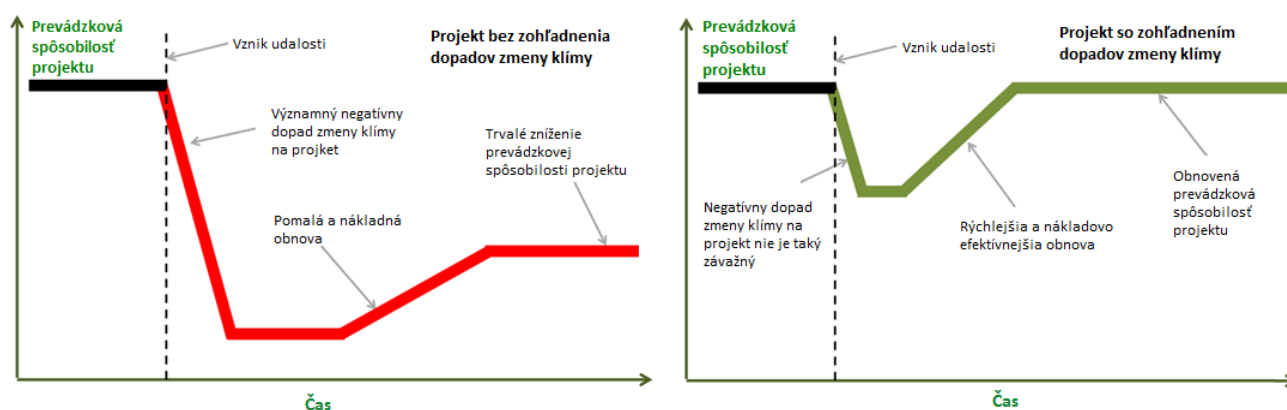 Prevádzková
spôsobilosť
projektu
Vznik udalosti
Projekt bez zohľadnenia
dopadov zmeny klímy
Významný negatívny
dopad zmeny klímy
na projket
Trvalé zníženie
prevádzkovej
spôsobilosti projektu
Pomalá a nákladná
obnova
Čas
Prevádzková
spôsobilosť
projektu
Vznik udalosti
Projekt so zohľadnením
dopadov zmeny klímy
Negatívny dopad
zmeny klímy na
projekt nie je taký
závažný
Rýchlejšia a nákladovo
efektívnejšia obnova
Obnovená
prevádzková
spôsobilosť
projektu
Čas